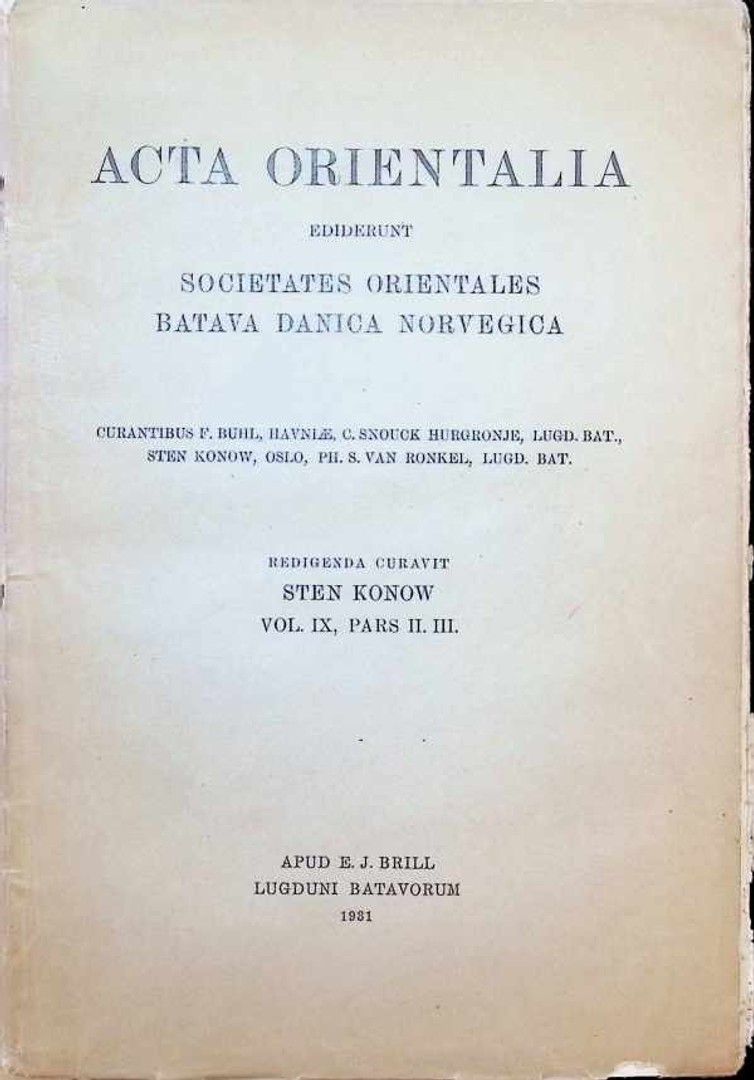 ACTA ORIENTALIA
EDIDERUNT
SOCIETATES ORIENTALES
BATAVA DANICA NORVEGICA
CURANTIBUS F. BUHL, HAVNIÆ, C. SNOUCK HURGRONJE, LUGD. BAT.,
STEN KONOW, OSLO, PH. S. VAN RONKEL, LUGD. BAT.
REDIGENDA CURAVIT
STEN KONOW
VOL. IX, PARS II. III.
APUD E. J. BRILL
LUGDUNI BATAVORUM
1931